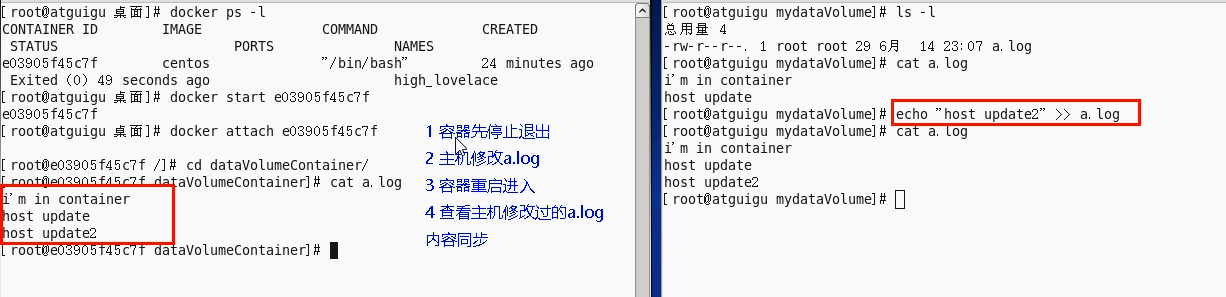 [root@atguigu 桌面]# docker ps -l
CONTAINER ID        IMAGE               COMMAND             CREATED
 STATUS                      PORTS               NAMES
e03905f45c7f        centos              "/bin/bash"         24 minutes ago
 Exited (0) 49 seconds ago                       high_lovelace
[root@atguigu 桌面]# docker start e03905f45c7f
e03905f45c7f
[root@atguigu 桌面]# docker attach e03905f45c7f
[root@e03905f45c7f /]# cd dataVolumeContainer/
[root@e03905f45c7f dataVolumeContainer]# cat a.log
i'm in container
host update
host update2
[root@e03905f45c7f dataVolumeContainer]#
1 容器先停止退出
2 主机修改a.log
3 容器重启进入
4 查看主机修改过的a.log
内容同步
[root@atguigu mydataVolume]# ls -l
总用量 4
-rw-r--r--. 1 root root 29 6月  14 23:07 a.log
[root@atguigu mydataVolume]# cat a.log
i'm in container
host update
[root@atguigu mydataVolume]# echo "host update2" >> a.log
[root@atguigu mydataVolume]# cat a.log
i'm in container
host update
host update2
[root@atguigu mydataVolume]#